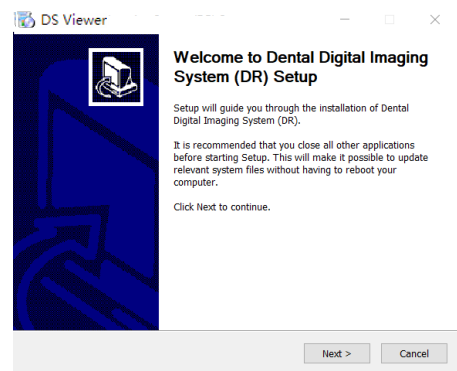 DS Viewer
Welcome to Dental Digital Imaging
System (DR) Setup
Setup will guide you through the installation of Dental
Digital Imaging System (DR).
It is recommended that you close all other applications
before starting Setup. This will make it possible to update
relevant system files without having to reboot your
computer.
Click Next to continue.
Next >
Cancel